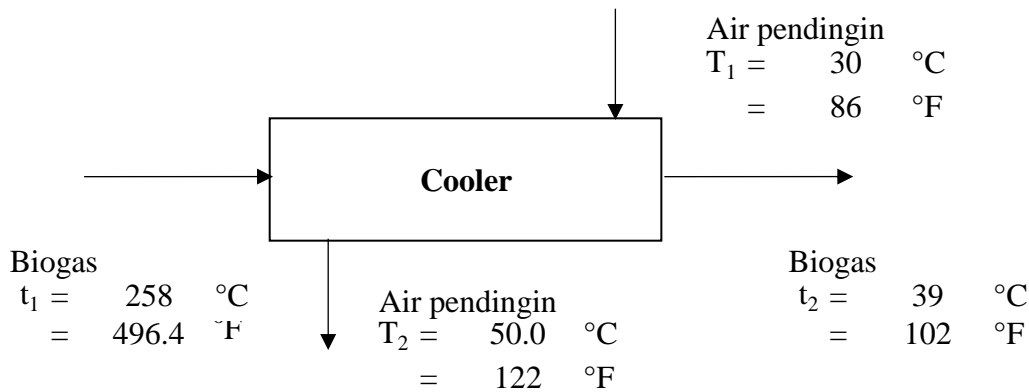 Air pendingin
T₁ = 30 °C
= 86 °F
Cooler
Biogas
t₁ = 258 °C
= 496.4 °F
Air pendingin
T₂ = 50.0 °C
= 122 °F
Biogas
t₂ = 39 °C
= 102 °F